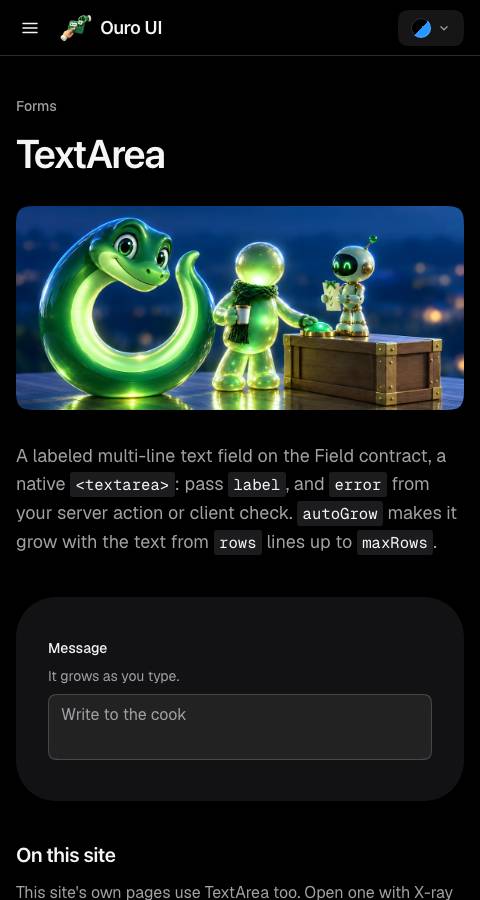 Ouro UI
Forms
TextArea
A labeled multi-line text field on the Field contract, a
native <textarea>: pass label, and error from
your server action or client check. autoGrow makes it
grow with the text from rows lines up to maxRows.
Message
It grows as you type.
Write to the cook
On this site
This site's own pages use TextArea too. Open one with X-ray